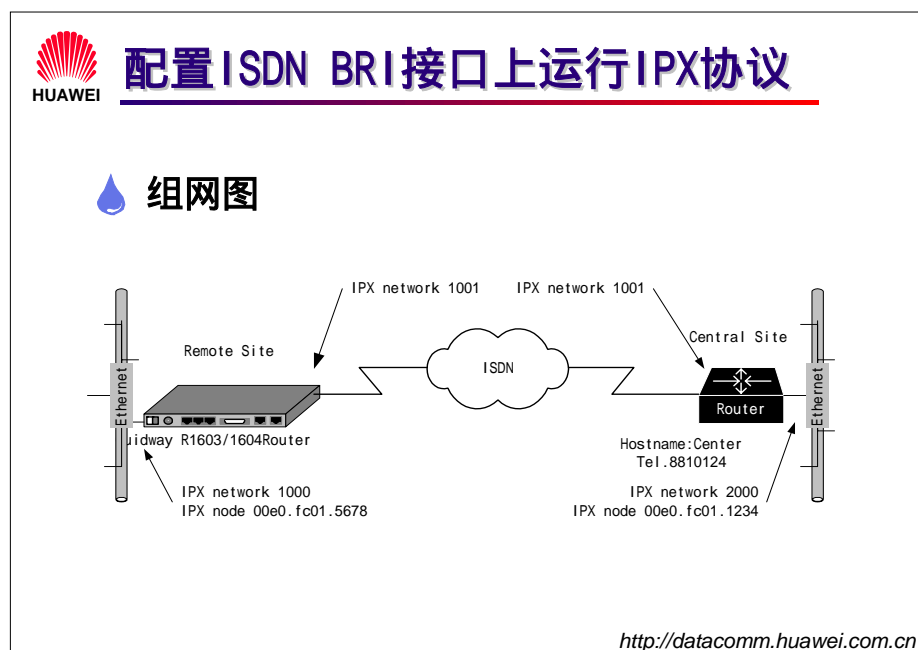 HUAWEI
配置ISDN BRI接口上运行IPX协议
组网图
IPX network 1001
IPX network 1001
Remote Site
ISDN
Central Site
Ethernet
Router
Ethernet
uidway R1603/1604Router
Hostname:Center
Tel.8810124
IPX network 1000
IPX node 00e0.fc01.5678
IPX network 2000
IPX node 00e0.fc01.1234
http://datacomm.huawei.com.cn